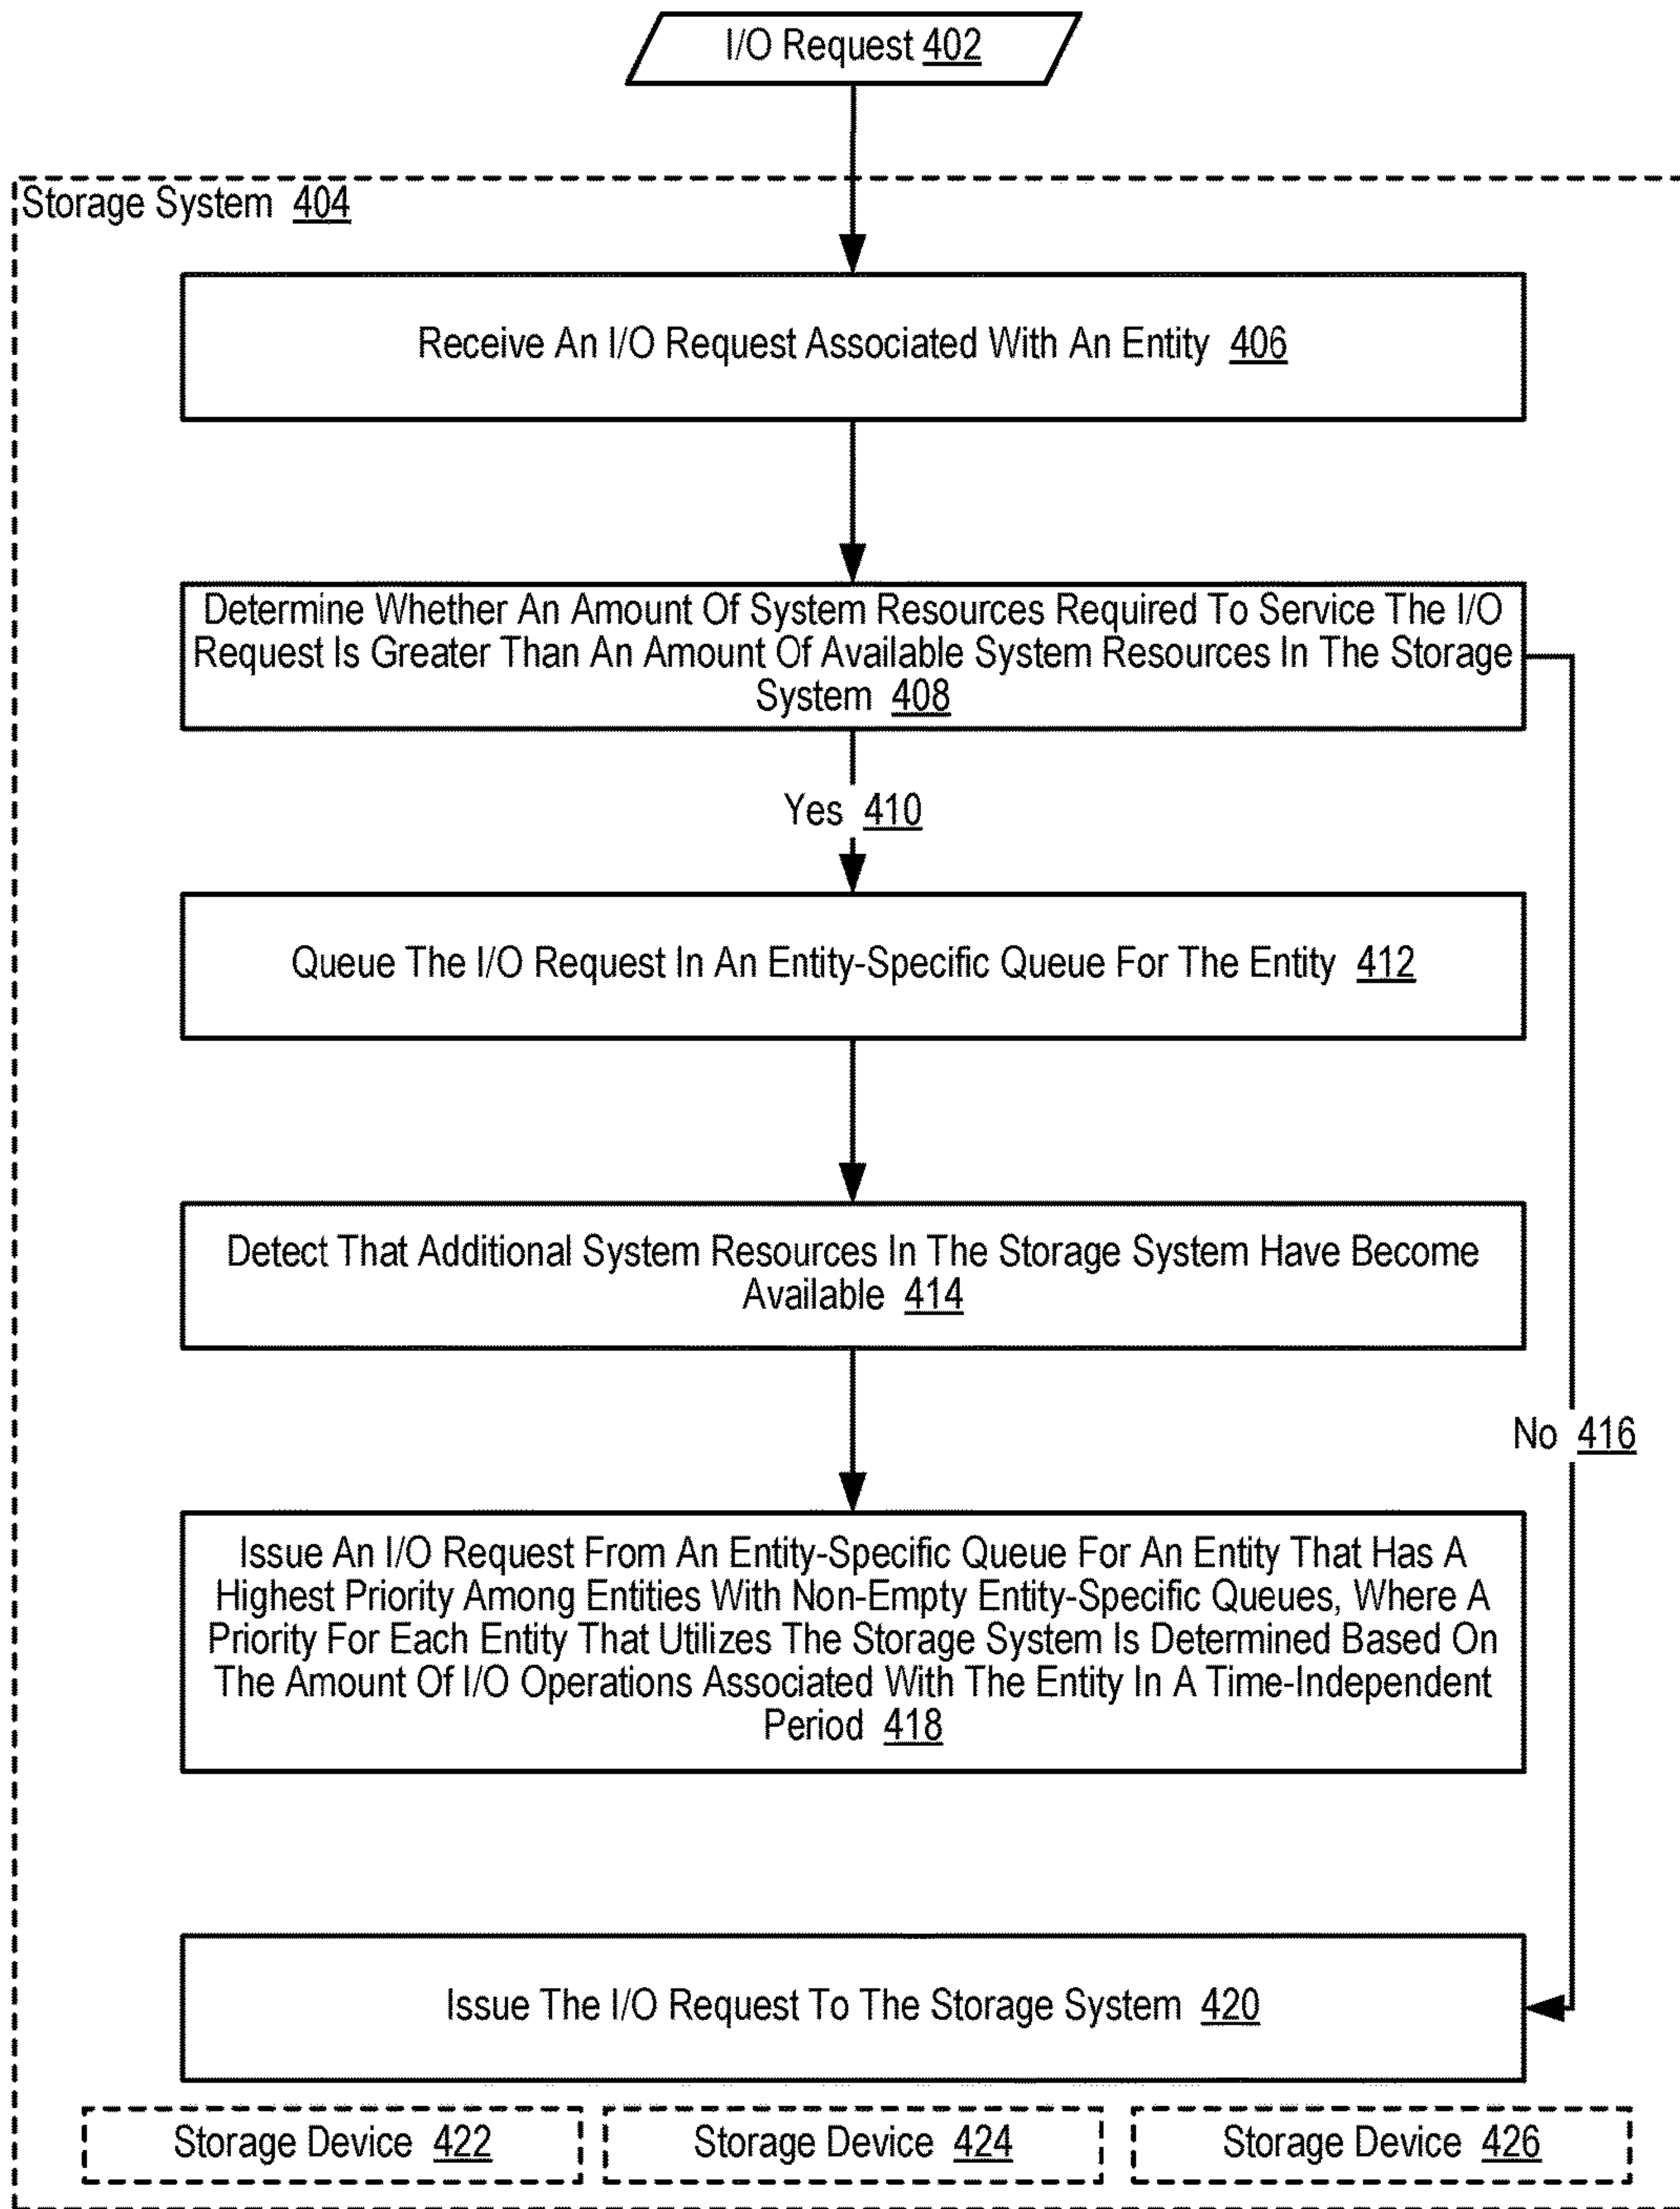 I/O Request 402
Storage System 404
Receive An I/O Request Associated With An Entity 406
Determine Whether An Amount Of System Resources Required To Service The I/O
Request Is Greater Than An Amount Of Available System Resources In The Storage
System 408
Yes 410
Queue The I/O Request In An Entity-Specific Queue For The Entity 412
Detect That Additional System Resources In The Storage System Have Become
Available 414
No 416
Issue An I/O Request From An Entity-Specific Queue For An Entity That Has A
Highest Priority Among Entities With Non-Empty Entity-Specific Queues, Where A
Priority For Each Entity That Utilizes The Storage System Is Determined Based On
The Amount Of I/O Operations Associated With The Entity In A Time-Independent
Period 418
Issue The I/O Request To The Storage System 420
Storage Device 422
Storage Device 424
Storage Device 426